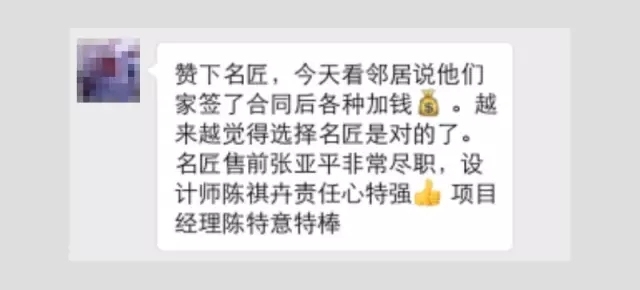 赞下名匠，今天看邻居说他们
家签了合同后各种加钱💰。越
来越觉得选择名匠是对的了。
名匠售前张亚平非常尽职，设
计师陈祺卉责任心特强👍 项目
经理陈特意特棒